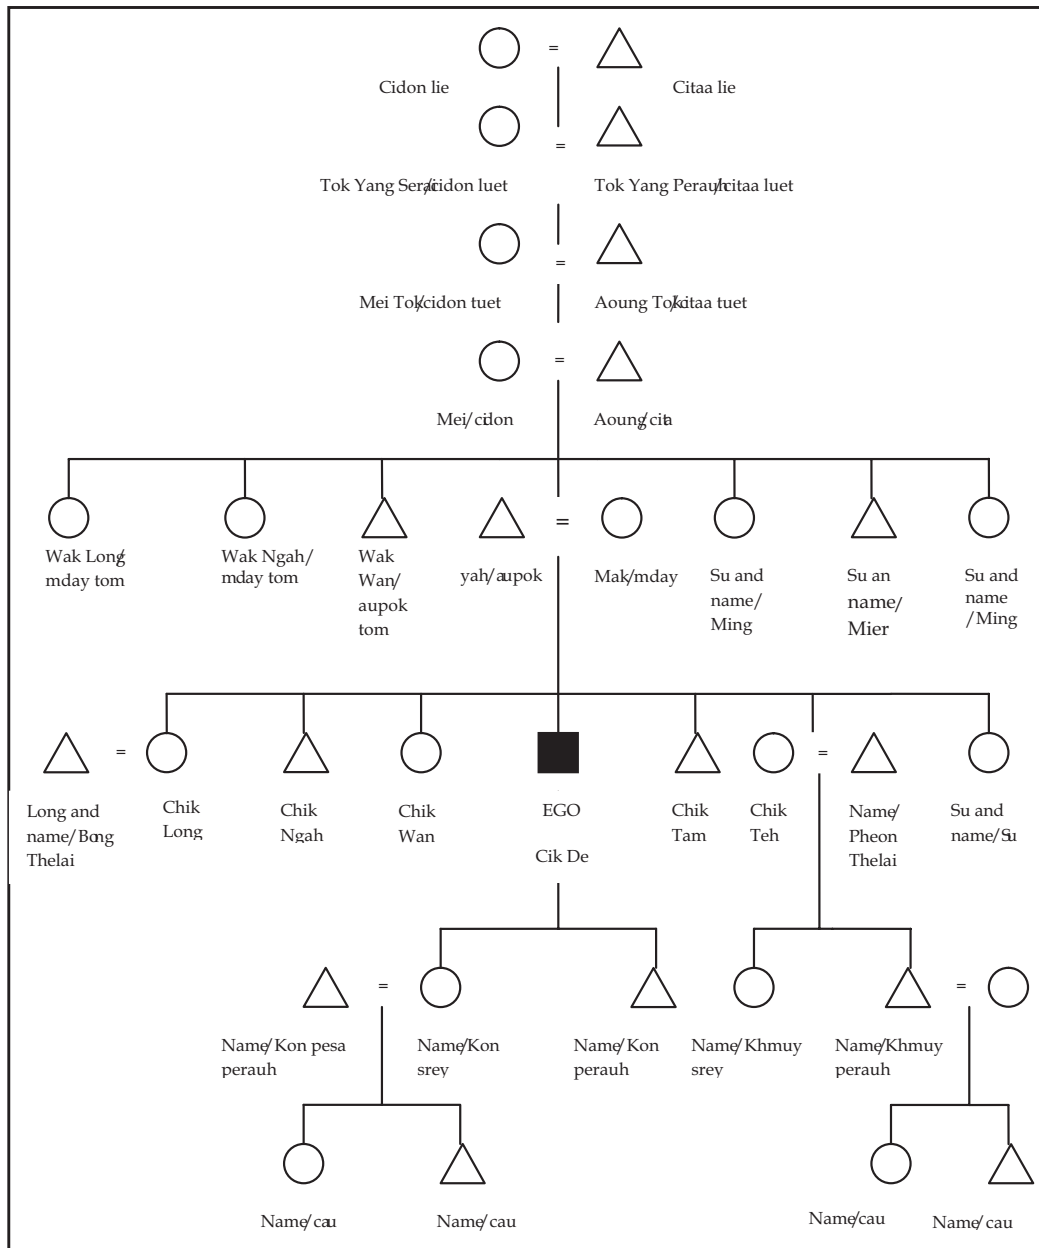 =
Cidon lie
Citaa lie
=
Tok Yang Serai/cidon luet
Tok Yang Perauh/citaa luet
=
Mei Tok/cidon tuet
Aoung Tok/citaa tuet
=
Mei/cidon
Aoung/cita
=
Wak Long/
mday tom
Wak Ngah/
mday tom
Wak
Wan/
aupok
tom
yah/aupok
Mak/mday
Su and
name/
Ming
Su an
name/
Mier
Su and
name
/Ming
=
=
Long and
name/Bong
Thelai
Chik
Long
Chik
Ngah
Chik
Wan
EGO
Cik De
Chik
Tam
Chik
Teh
Name/
Pheon
Thelai
Su and
name/Su
=
=
Name/Kon pesa
perauh
Name/Kon
srey
Name/Kon
perauh
Name/Khmuy
srey
Name/Khmuy
perauh
Name/cau
Name/cau
Name/cau
Name/cau